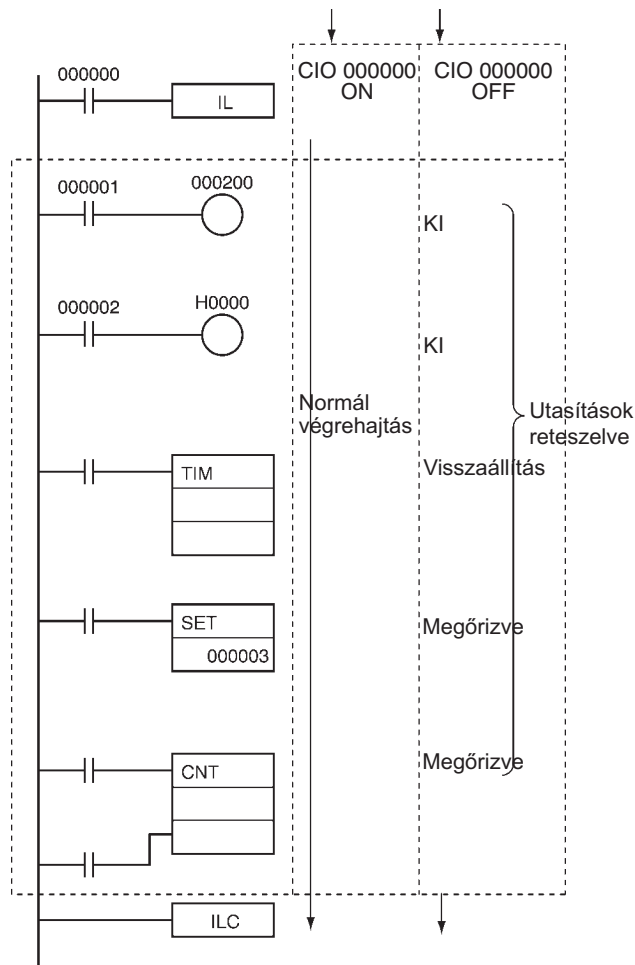 000000
IL
CIO 000000
ON
CIO 000000
OFF
000001
000200
KI
000002
H0000
KI
Normál
végrehajtás
Utasítások
reteszelve
TIM
Visszaállítás
SET
000003
Megőrizve
CNT
Megőrizve
ILC